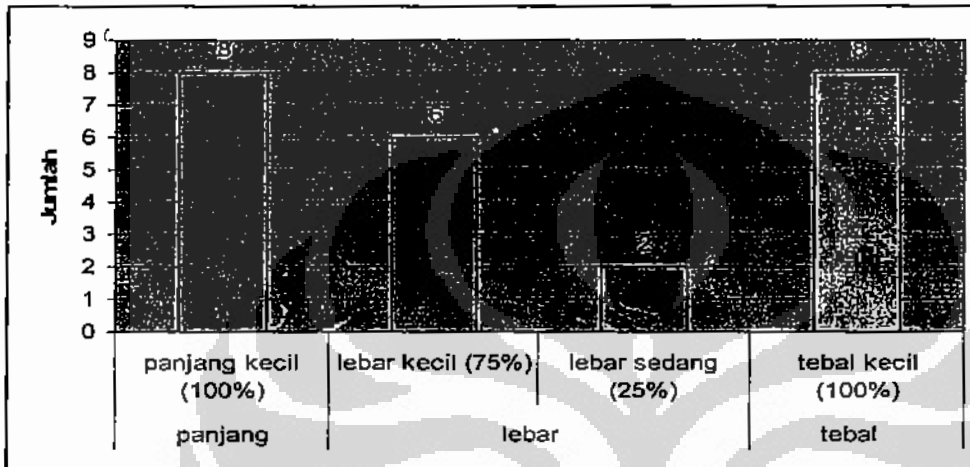 9
8
8
8
7
6
6
5
4
3
2
2
1
0
Jumlah
panjang kecil (100%)
lebar kecil (75%)
lebar sedang (25%)
tebal kecil (100%)
panjang
lebar
tebal